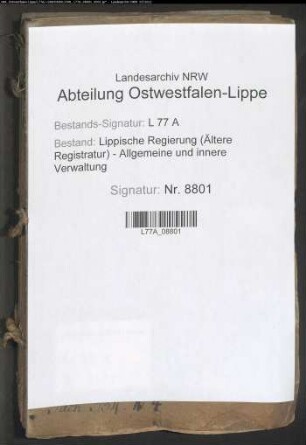 Landesarchiv NRW
Abteilung Ostwestfalen-Lippe
Bestands-Signatur: L 77 A
Bestand: Lippische Regierung (Ältere
Registratur) - Allgemeine und innere
Verwaltung
Signatur: Nr. 8801
L77A_08801